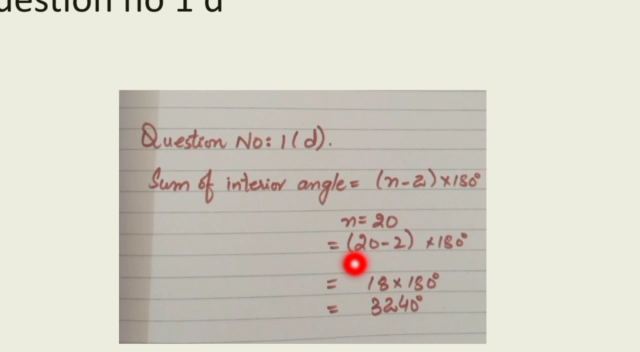 uestion no 1 d
Question No: 1(d).
Sum of interior angle = (n-2)×180°
n=20
= (20-2) ×180°
= 18×180°
= 3240°